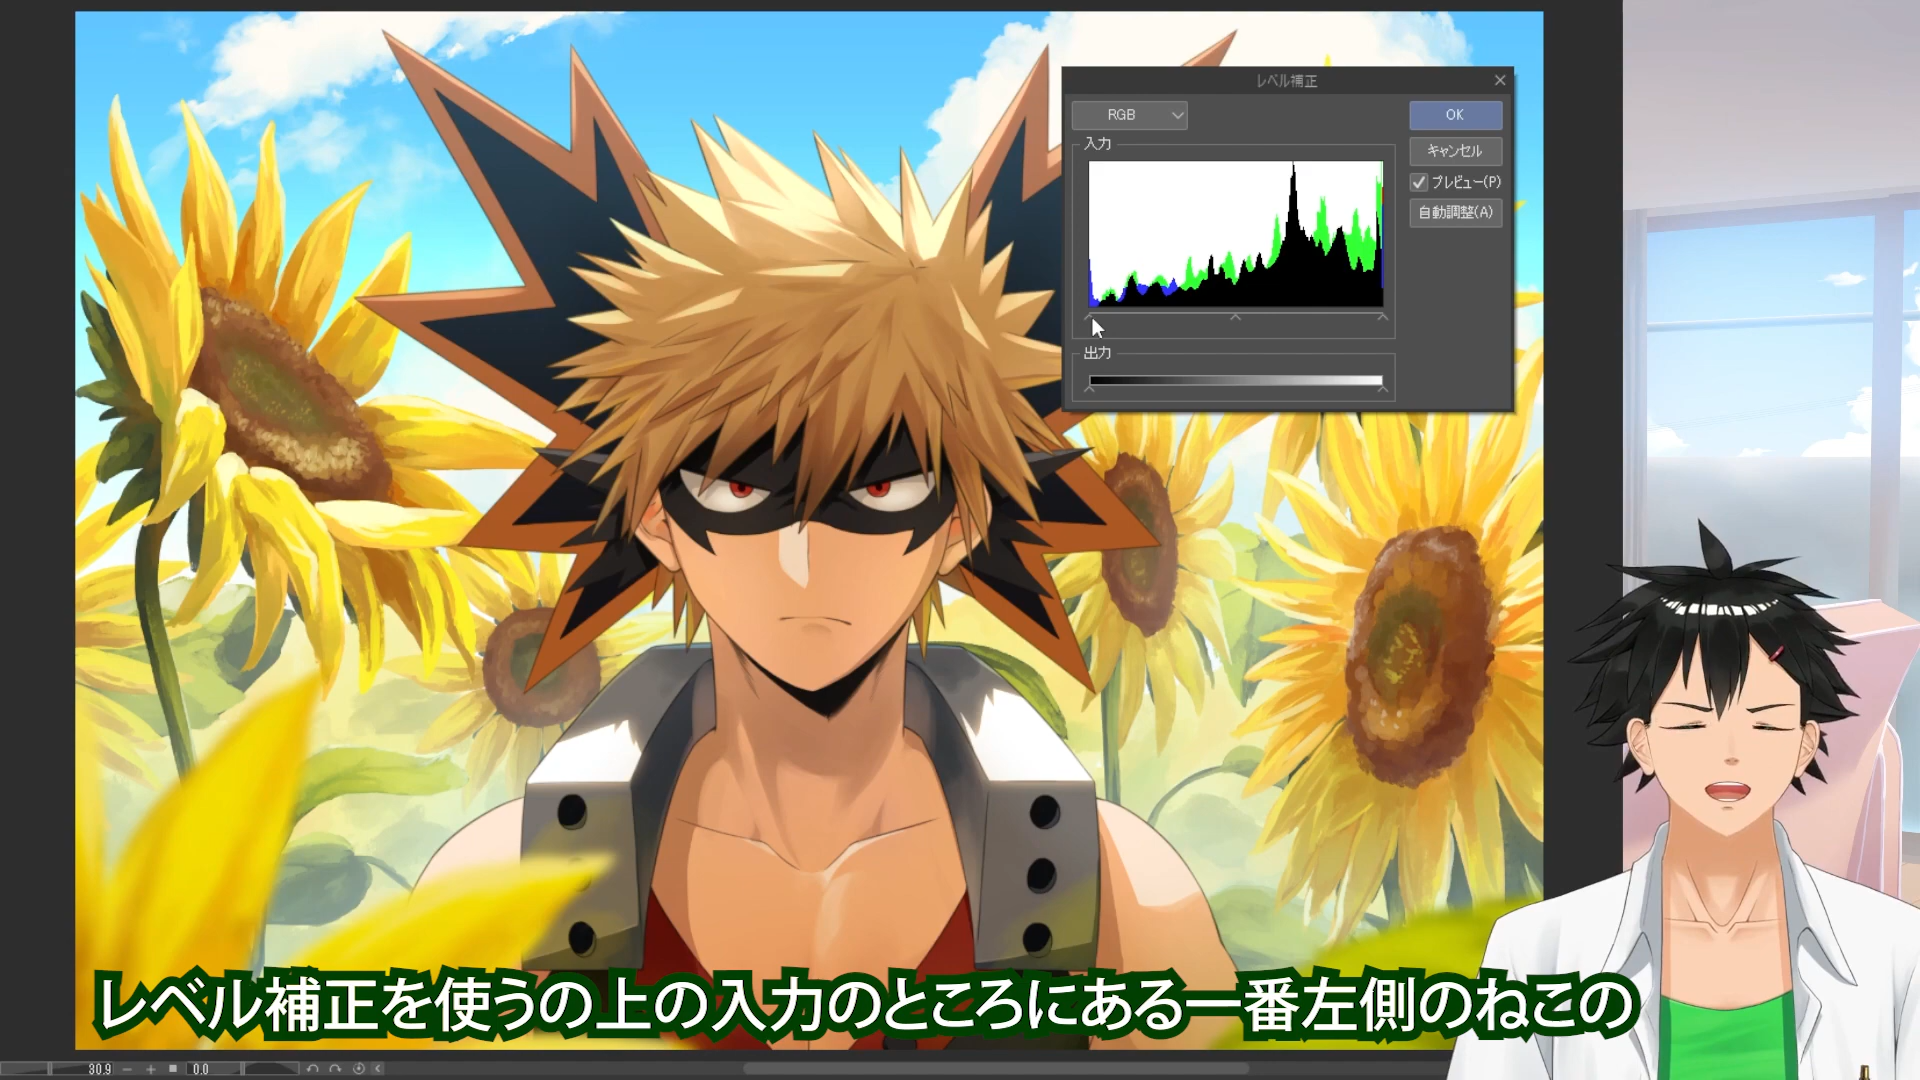 レベル補正
RGB
OK
入力
キャンセル
プレビュー(P)
自動調整(A)
出力
レベル補正を使うの上の入力のところにある一番左側のねこの
30.9
0.0